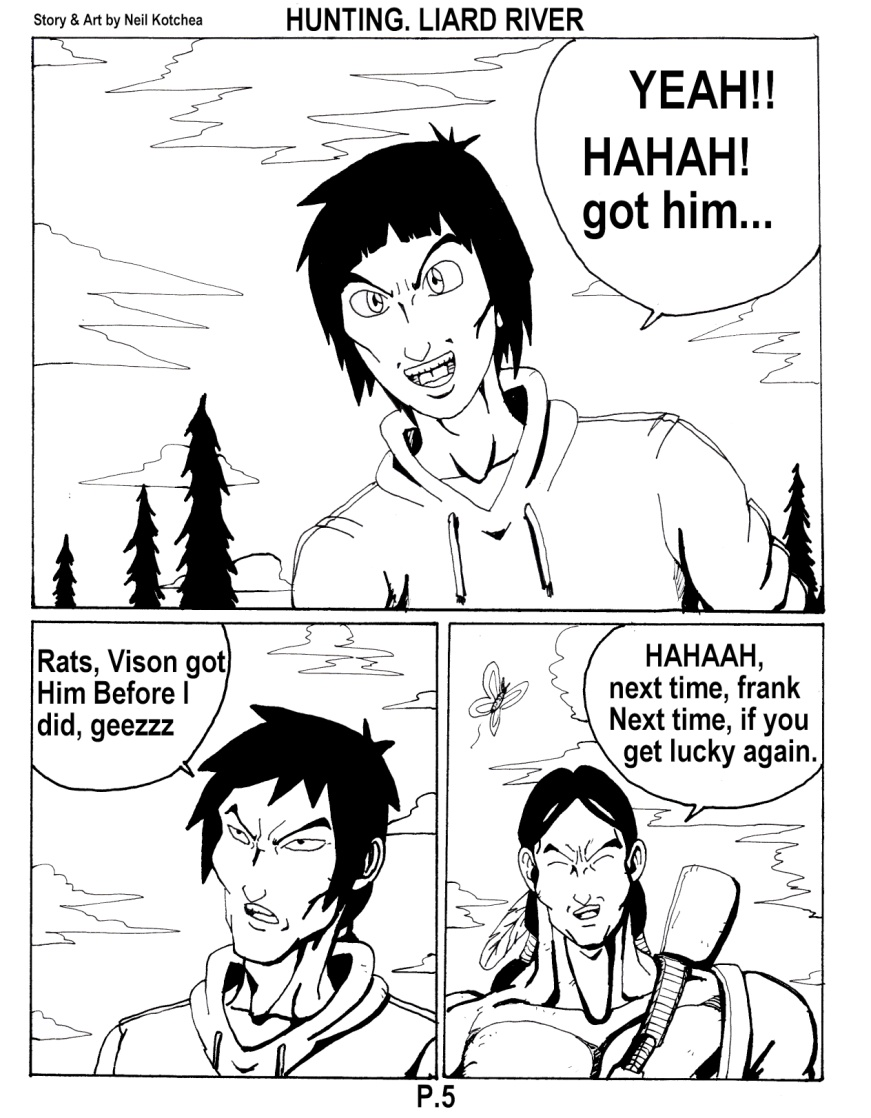 Story & Art by Neil Kotchea
HUNTING. LIARD RIVER
YEAH!!
HAHAH!
got him...
Rats, Vison got
Him Before I
did, geezzz
HAHAAH,
next time, frank
Next time, if you
get lucky again.
P.5